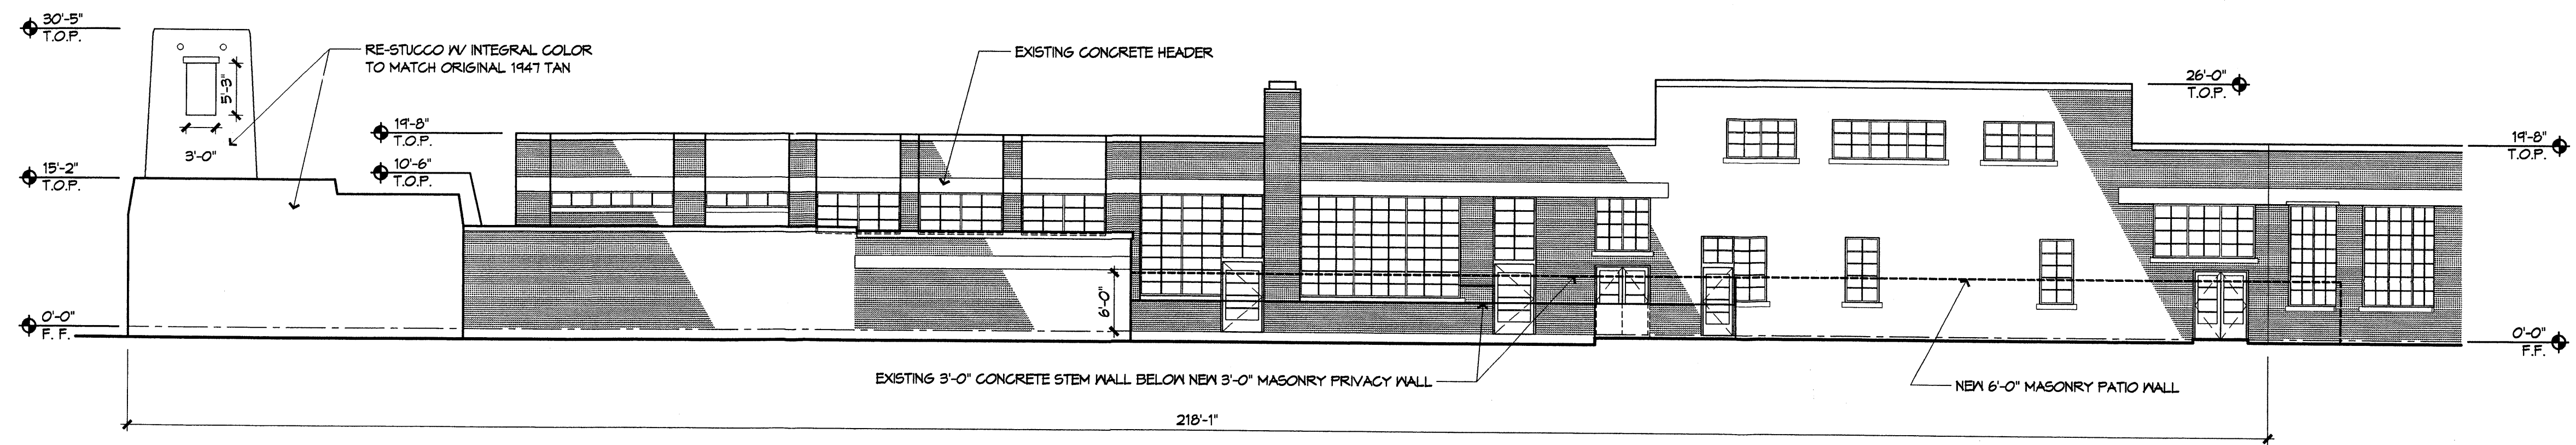 30'-5"
T.O.P.
RE-STUCCO W/ INTEGRAL COLOR
TO MATCH ORIGINAL 1947 TAN
5'-3"
3'-0"
EXISTING CONCRETE HEADER
26'-0"
T.O.P.
19'-8"
T.O.P.
10'-6"
T.O.P.
15'-2"
T.O.P.
19'-8"
T.O.P.
6'-0"
0'-0"
F. F.
0'-0"
F.F.
EXISTING 3'-0" CONCRETE STEM WALL BELOW NEW 3'-0" MASONRY PRIVACY WALL
NEW 6'-0" MASONRY PATIO WALL
218'-1"